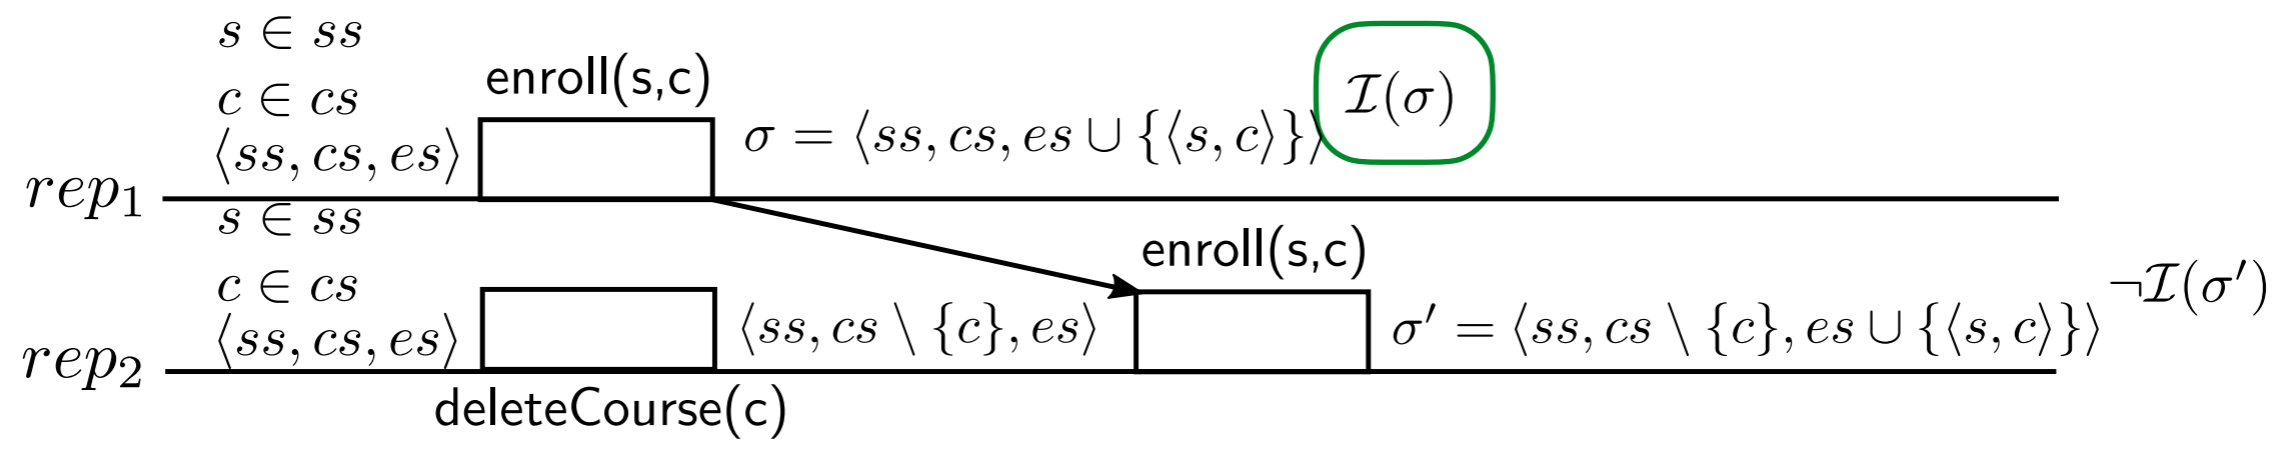 s ∈ ss
c ∈ cs
⟨ss, cs, es⟩
enroll(s,c)
σ = ⟨ss, cs, es ∪ {⟨s, c⟩}⟩
ℐ(σ)
rep₁
s ∈ ss
c ∈ cs
⟨ss, cs, es⟩
⟨ss, cs \ {c}, es⟩
enroll(s,c)
σ′ = ⟨ss, cs \ {c}, es ∪ {⟨s, c⟩}⟩
¬ℐ(σ′)
rep₂
deleteCourse(c)